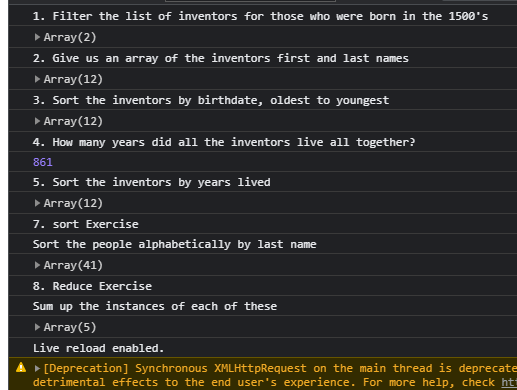 1. Filter the list of inventors for those who were born in the 1500's
Array(2)
2. Give us an array of the inventors first and last names
Array(12)
3. Sort the inventors by birthdate, oldest to youngest
Array(12)
4. How many years did all the inventors live all together?
861
5. Sort the inventors by years lived
Array(12)
7. sort Exercise
Sort the people alphabetically by last name
Array(41)
8. Reduce Exercise
Sum up the instances of each of these
Array(5)
Live reload enabled.
[Deprecation] Synchronous XMLHttpRequest on the main thread is deprecate
detrimental effects to the end user's experience. For more help, check